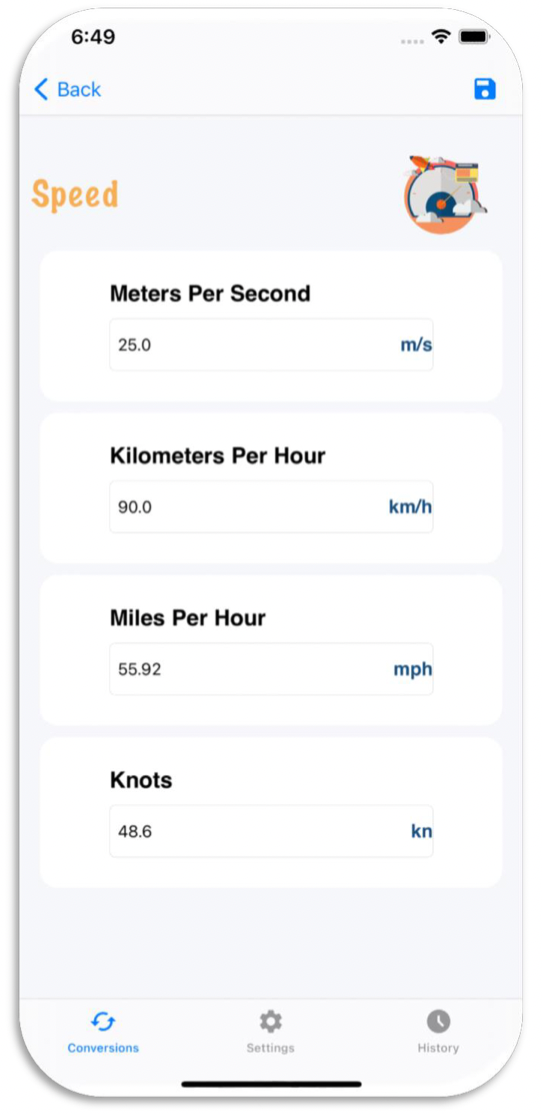 6:49
Back
Speed
Meters Per Second
25.0 m/s
Kilometers Per Hour
90.0 km/h
Miles Per Hour
55.92 mph
Knots
48.6 kn
Conversions Settings History